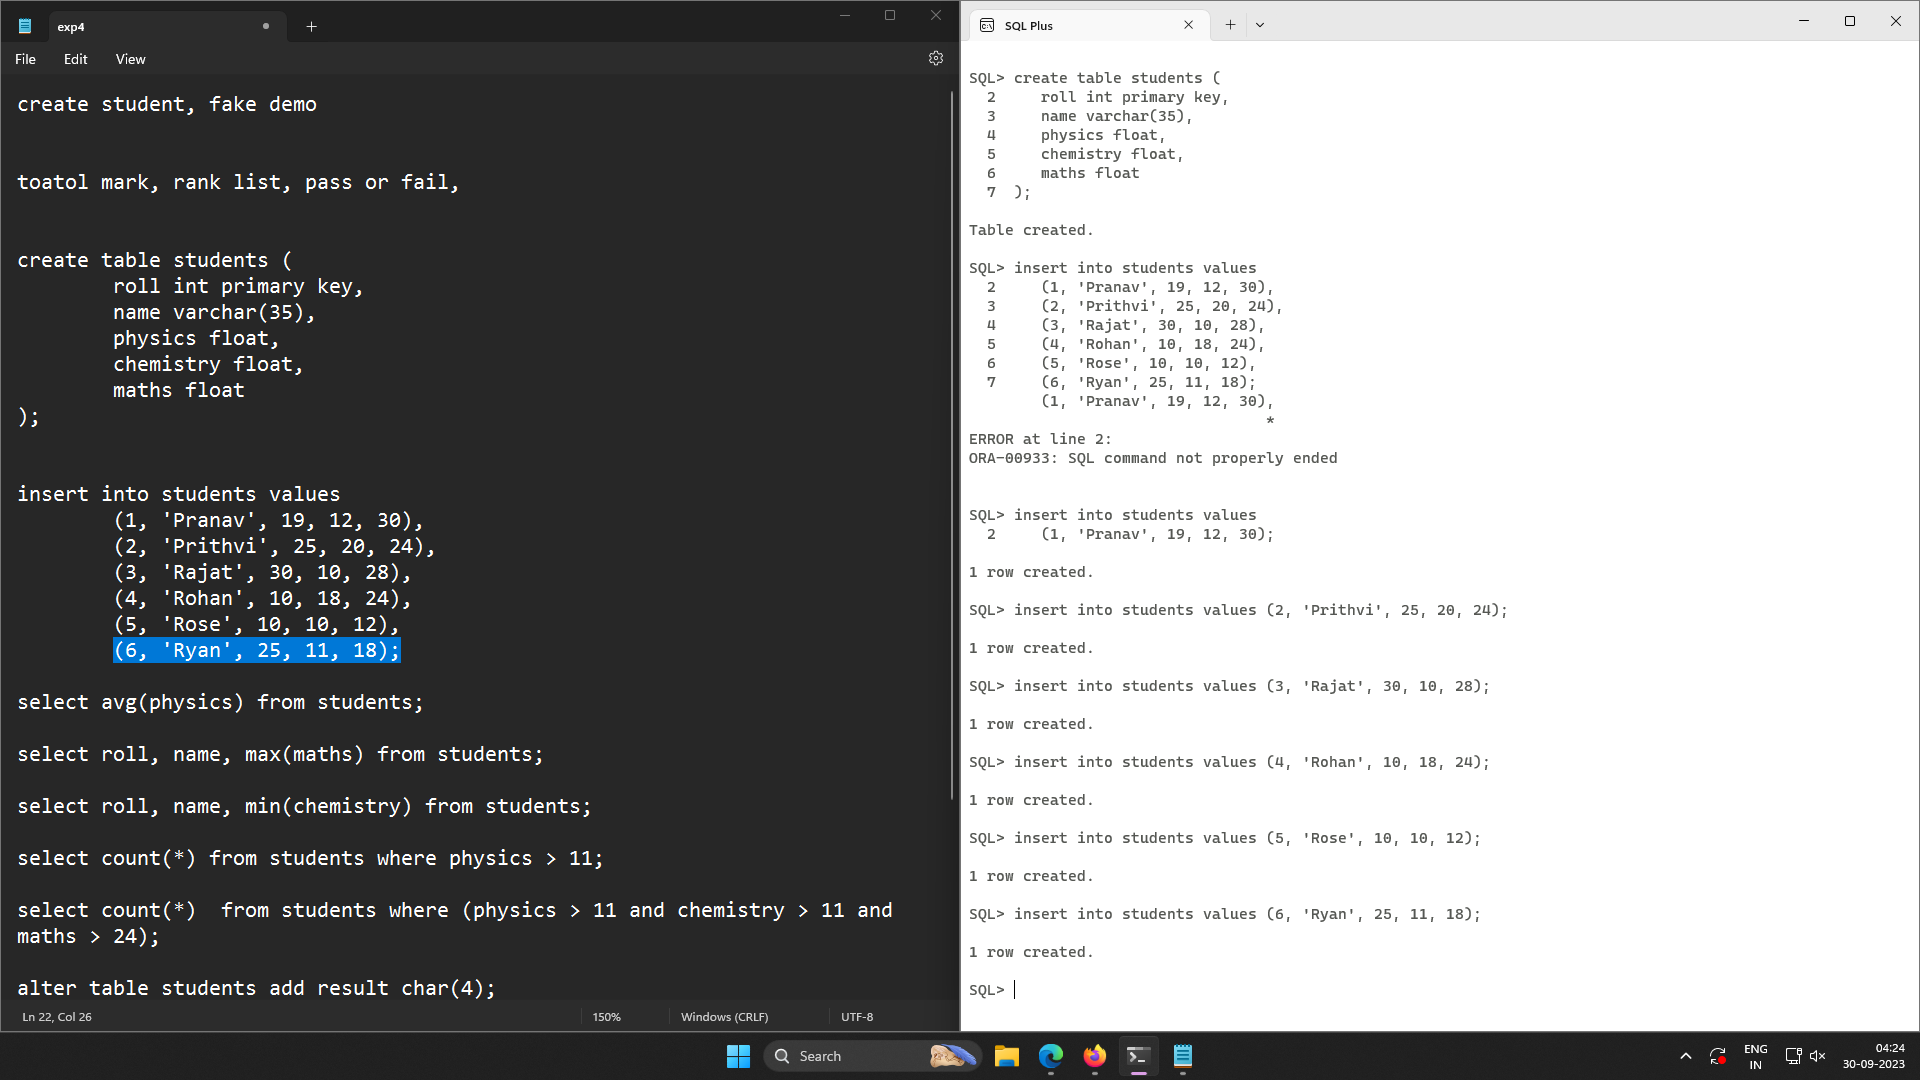 exp4
File Edit View
create student, fake demo
toatol mark, rank list, pass or fail,
create table students (
roll int primary key,
name varchar(35),
physics float,
chemistry float,
maths float
);
insert into students values
(1, 'Pranav', 19, 12, 30),
(2, 'Prithvi', 25, 20, 24),
(3, 'Rajat', 30, 10, 28),
(4, 'Rohan', 10, 18, 24),
(5, 'Rose', 10, 10, 12),
(6, 'Ryan', 25, 11, 18);
select avg(physics) from students;
select roll, name, max(maths) from students;
select roll, name, min(chemistry) from students;
select count(*) from students where physics > 11;
select count(*)  from students where (physics > 11 and chemistry > 11 and
maths > 24);
alter table students add result char(4);
Ln 22, Col 26 150% Windows (CRLF) UTF-8
SQL Plus
SQL> create table students (
2 roll int primary key,
3 name varchar(35),
4 physics float,
5 chemistry float,
6 maths float
7 );
Table created.
SQL> insert into students values
2 (1, 'Pranav', 19, 12, 30),
3 (2, 'Prithvi', 25, 20, 24),
4 (3, 'Rajat', 30, 10, 28),
5 (4, 'Rohan', 10, 18, 24),
6 (5, 'Rose', 10, 10, 12),
7 (6, 'Ryan', 25, 11, 18);
(1, 'Pranav', 19, 12, 30),
*
ERROR at line 2:
ORA-00933: SQL command not properly ended
SQL> insert into students values
2 (1, 'Pranav', 19, 12, 30);
1 row created.
SQL> insert into students values (2, 'Prithvi', 25, 20, 24);
1 row created.
SQL> insert into students values (3, 'Rajat', 30, 10, 28);
1 row created.
SQL> insert into students values (4, 'Rohan', 10, 18, 24);
1 row created.
SQL> insert into students values (5, 'Rose', 10, 10, 12);
1 row created.
SQL> insert into students values (6, 'Ryan', 25, 11, 18);
1 row created.
SQL>
Search
ENG
IN
04:24
30-09-2023